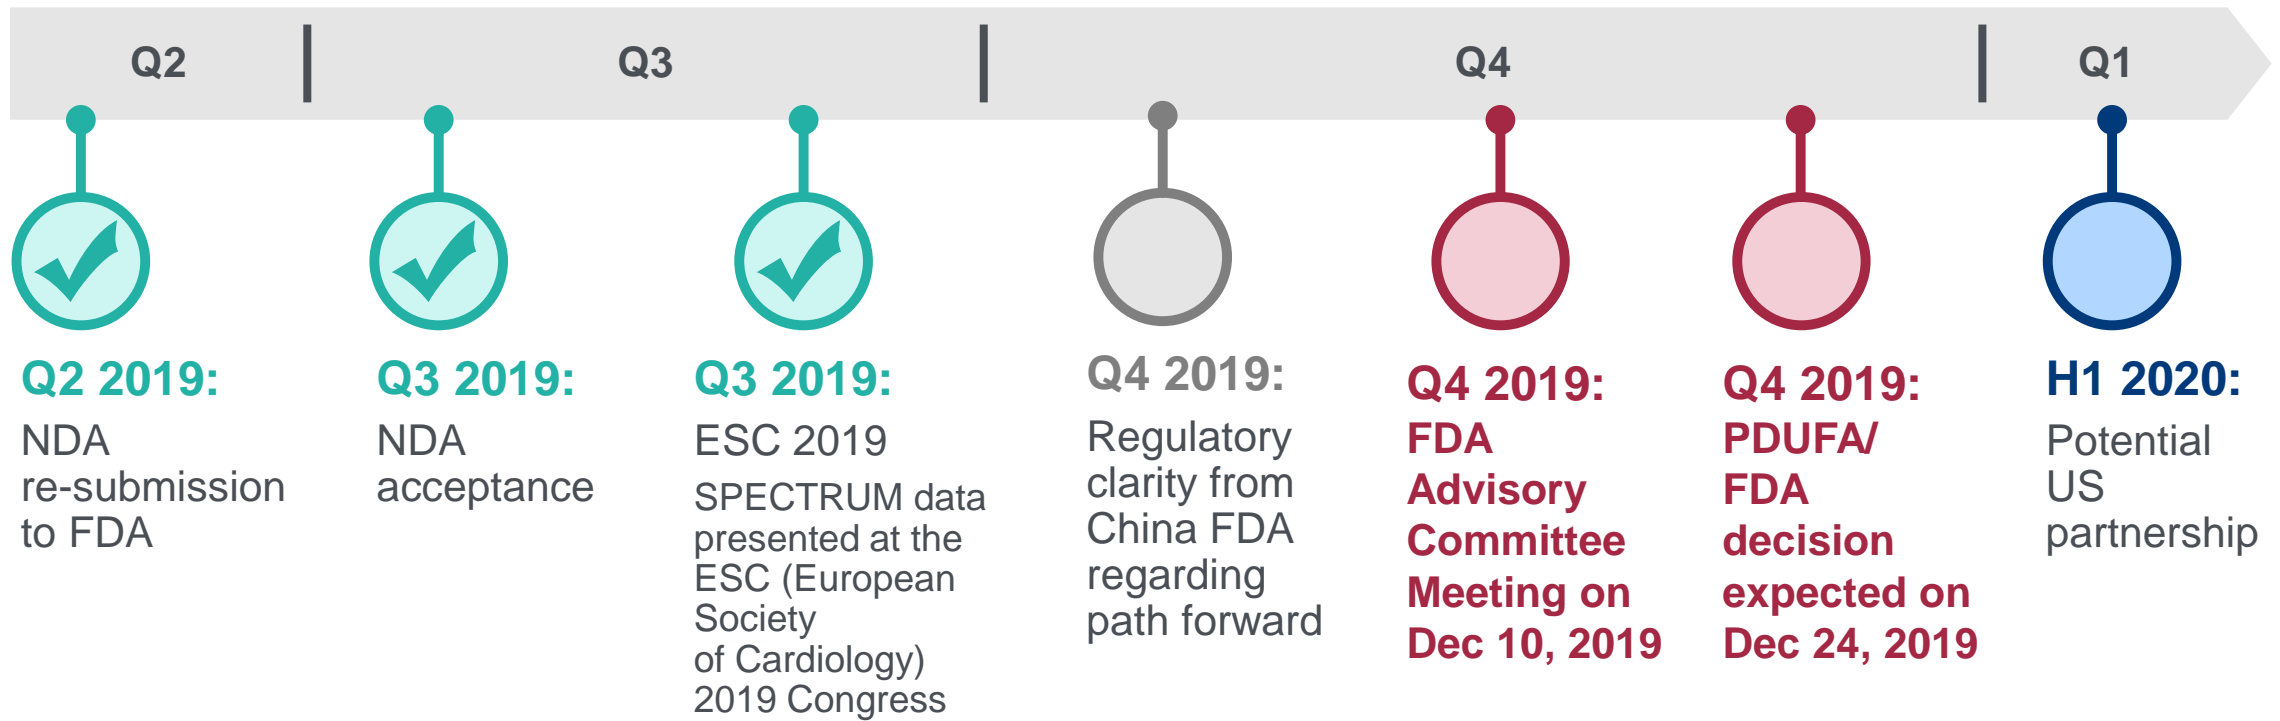 Q2
Q3
Q4
Q1
Q2 2019:
NDA
re-submission
to FDA
Q3 2019:
NDA
acceptance
Q3 2019:
ESC 2019
SPECTRUM data
presented at the
ESC (European
Society
of Cardiology)
2019 Congress
Q4 2019:
Regulatory
clarity from
China FDA
regarding
path forward
Q4 2019:
FDA
Advisory
Committee
Meeting on
Dec 10, 2019
Q4 2019:
PDUFA/
FDA
decision
expected on
Dec 24, 2019
H1 2020:
Potential
US
partnership